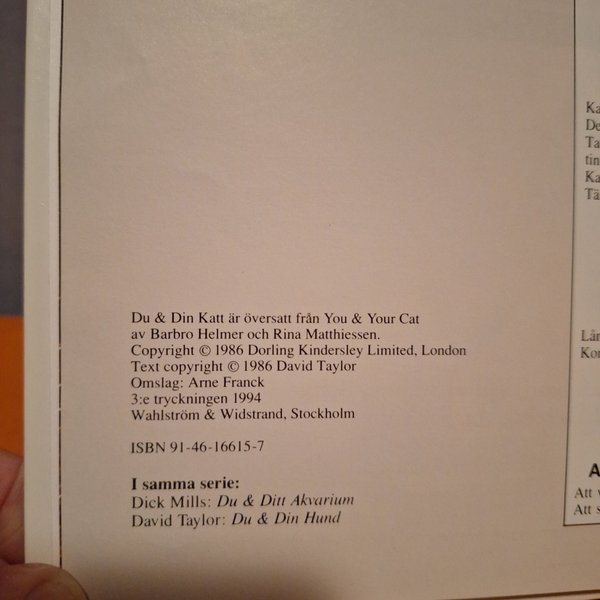 Du & Din Katt är översatt från You & Your Cat
av Barbro Helmer och Rina Matthiessen.
Copyright © 1986 Dorling Kindersley Limited, London
Text copyright © 1986 David Taylor
Omslag: Arne Franck
3:e tryckningen 1994
Wahlström & Widstrand, Stockholm
ISBN 91-46-16615-7
I samma serie:
Dick Mills: Du & Ditt Akvarium
David Taylor: Du & Din Hund
Att
Att